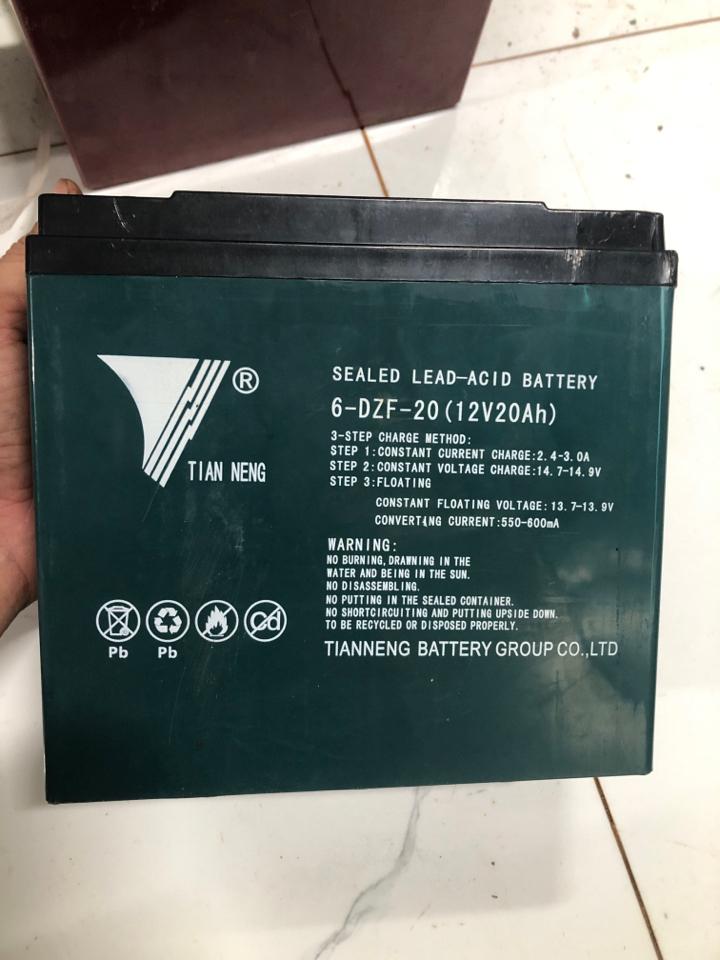 ®
TIAN NENG
SEALED LEAD-ACID BATTERY
6-DZF-20(12V20Ah)
3-STEP CHARGE METHOD:
STEP 1:CONSTANT CURRENT CHARGE:2.4-3.0A
STEP 2:CONSTANT VOLTAGE CHARGE:14.7-14.9V
STEP 3:FLOATING
CONSTANT FLOATING VOLTAGE:13.7-13.9V
CONVERTING CURRENT:550-600mA
WARNING:
NO BURNING,DRAWNING IN THE
WATER AND BEING IN THE SUN.
NO DISASSEMBLING.
NO PUTTING IN THE SEALED CONTAINER.
NO SHORTCIRCUITING AND PUTTING UPSIDE DOWN.
TO BE RECYCLED OR DISPOSED PROPERLY.
TIANNENG BATTERY GROUP CO.,LTD
Cd
Pb Pb